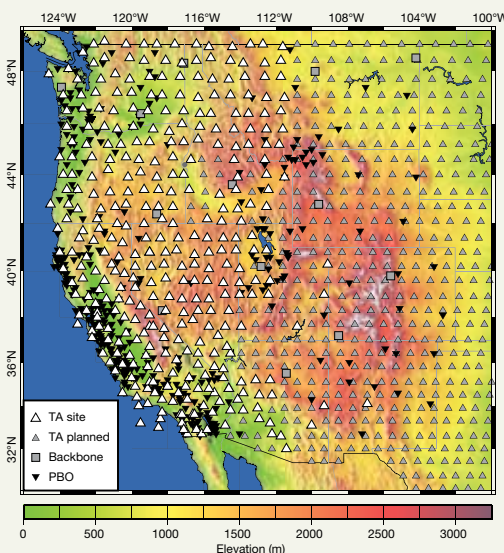 124°W 120°W 116°W 112°W 108°W 104°W 100°W
48°N
44°N
40°N
36°N
32°N
TA site
TA planned
Backbone
PBO
0 500 1000 1500 2000 2500 3000
Elevation (m)